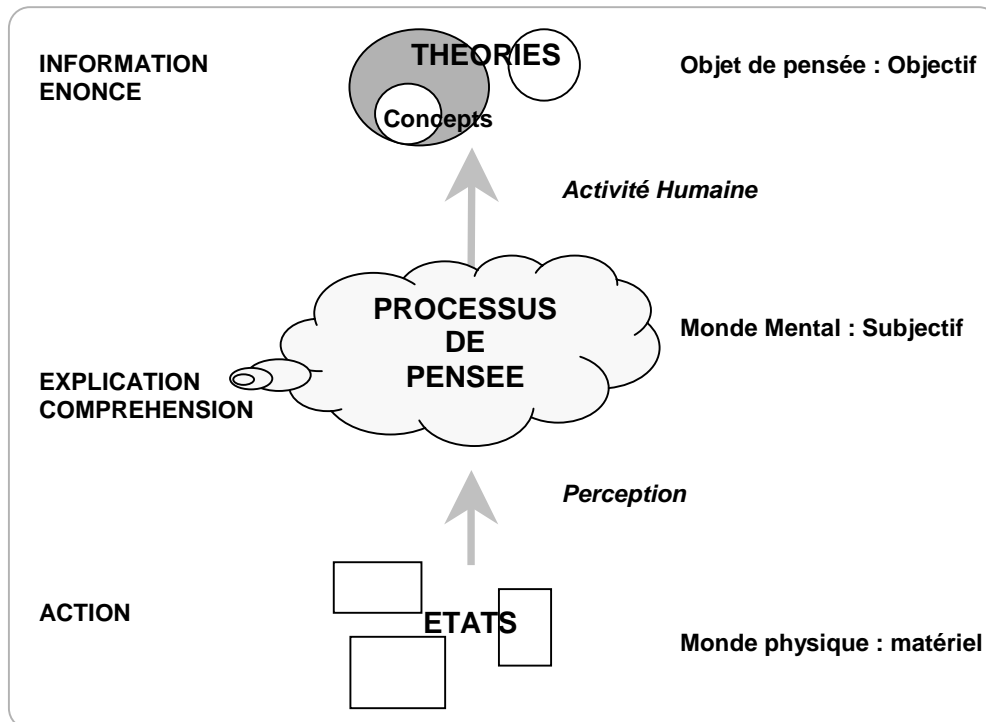 INFORMATION
ENONCE
THEORIES
Concepts
Objet de pensée : Objectif
Activité Humaine
EXPLICATION
COMPREHENSION
PROCESSUS
DE
PENSEE
Monde Mental : Subjectif
Perception
ACTION
ETATS
Monde physique : matériel